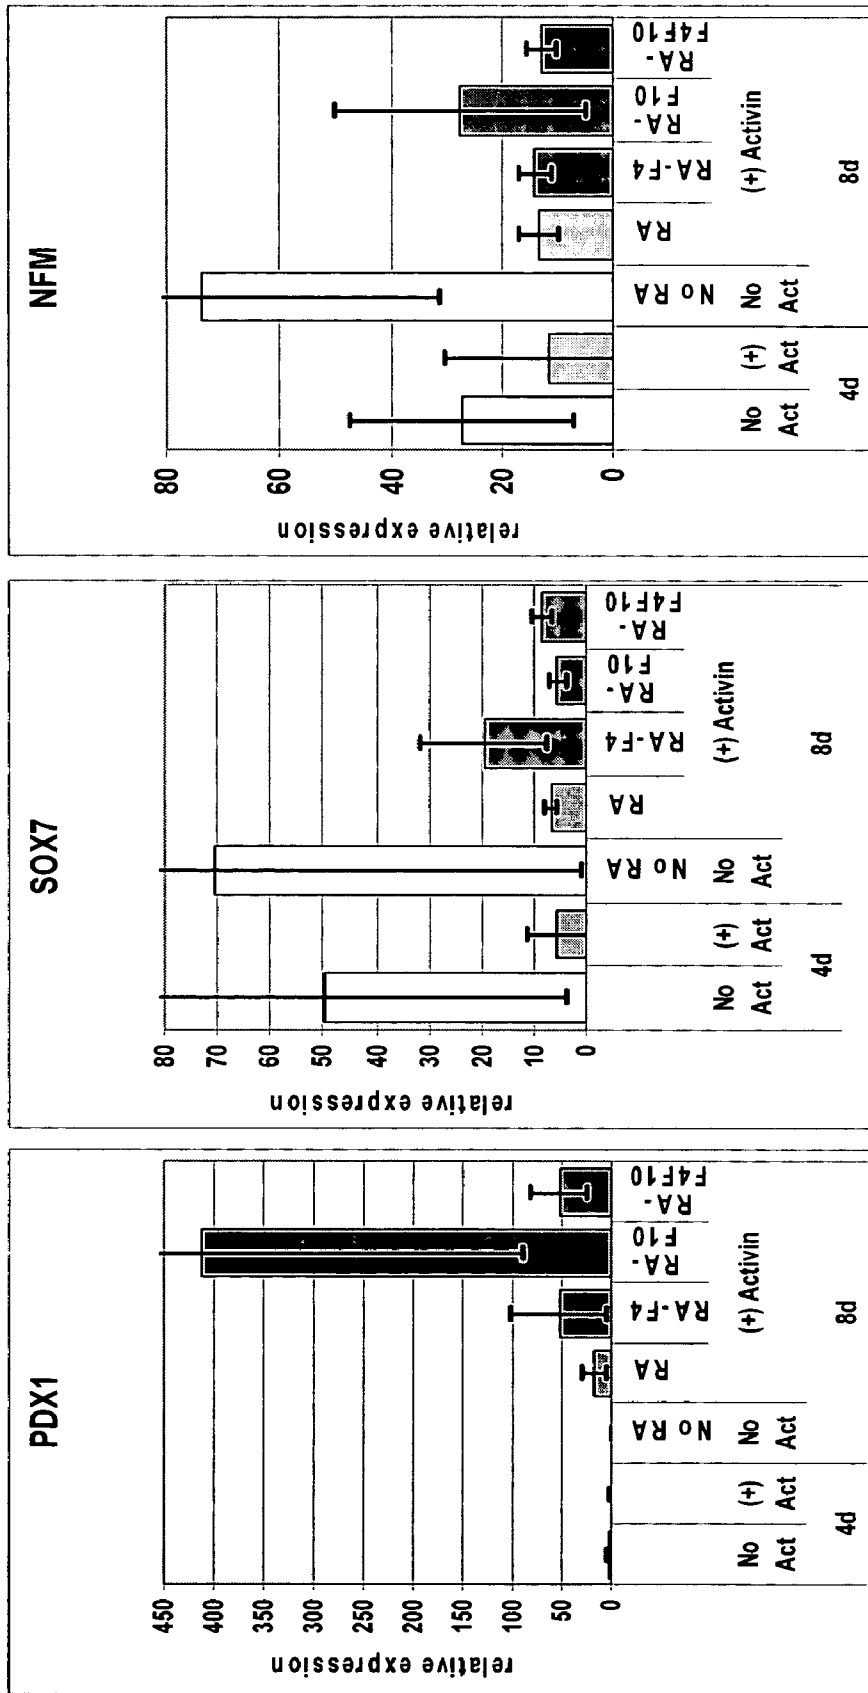 PDX1
relative expression
450
400
350
300
250
200
150
100
50
0
No RA
RA
RA-F4
RA-
F10
RA-
F4F10
No
Act
(+)
Act
No
Act
(+) Activin
4d
8d
SOX7
relative expression
80
70
60
50
40
30
20
10
0
No RA
RA
RA-F4
RA-
F10
RA-
F4F10
No
Act
(+)
Act
No
Act
(+) Activin
4d
8d
NFM
relative expression
80
60
40
20
0
No RA
RA
RA-F4
RA-
F10
RA-
F4F10
No
Act
(+)
Act
No
Act
(+) Activin
4d
8d